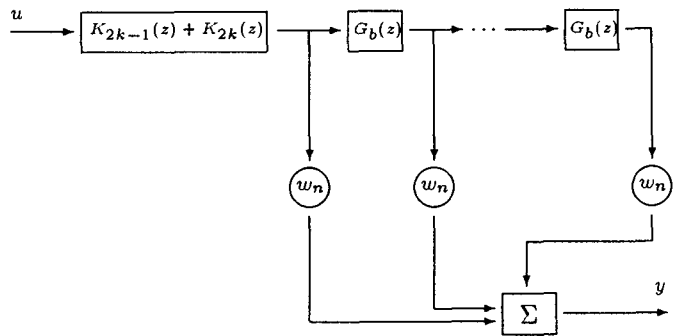 u
K_{2k-1}(z) + K_{2k}(z)
G_b(z)
...
G_b(z)
w_n
w_n
w_n
Σ
y